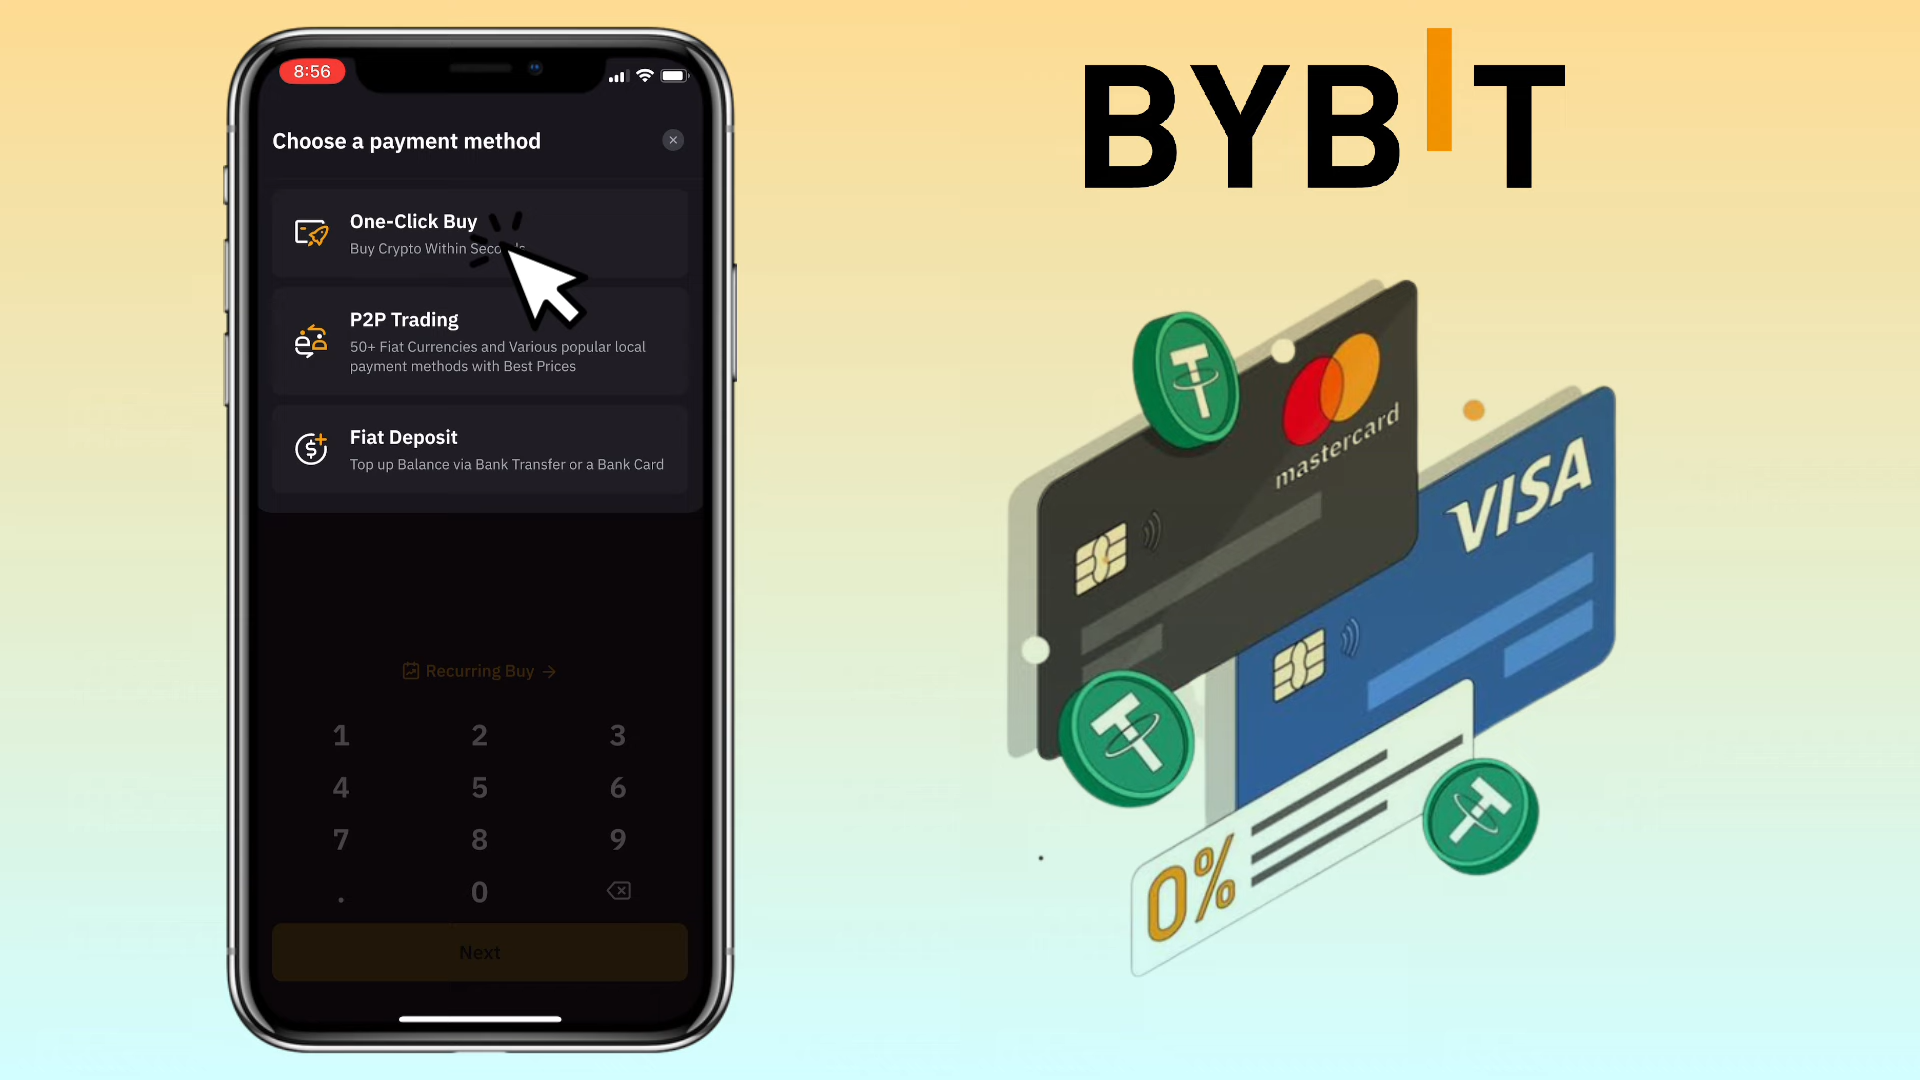 8:56
Choose a payment method
One-Click Buy
Buy Crypto Within Seconds
P2P Trading
50+ Fiat Currencies and Various popular local
payment methods with Best Prices
Fiat Deposit
Top up Balance via Bank Transfer or a Bank Card
Recurring Buy →
1 2 3
4 5 6
7 8 9
. 0
Next
BYBIT
mastercard
VISA
0%